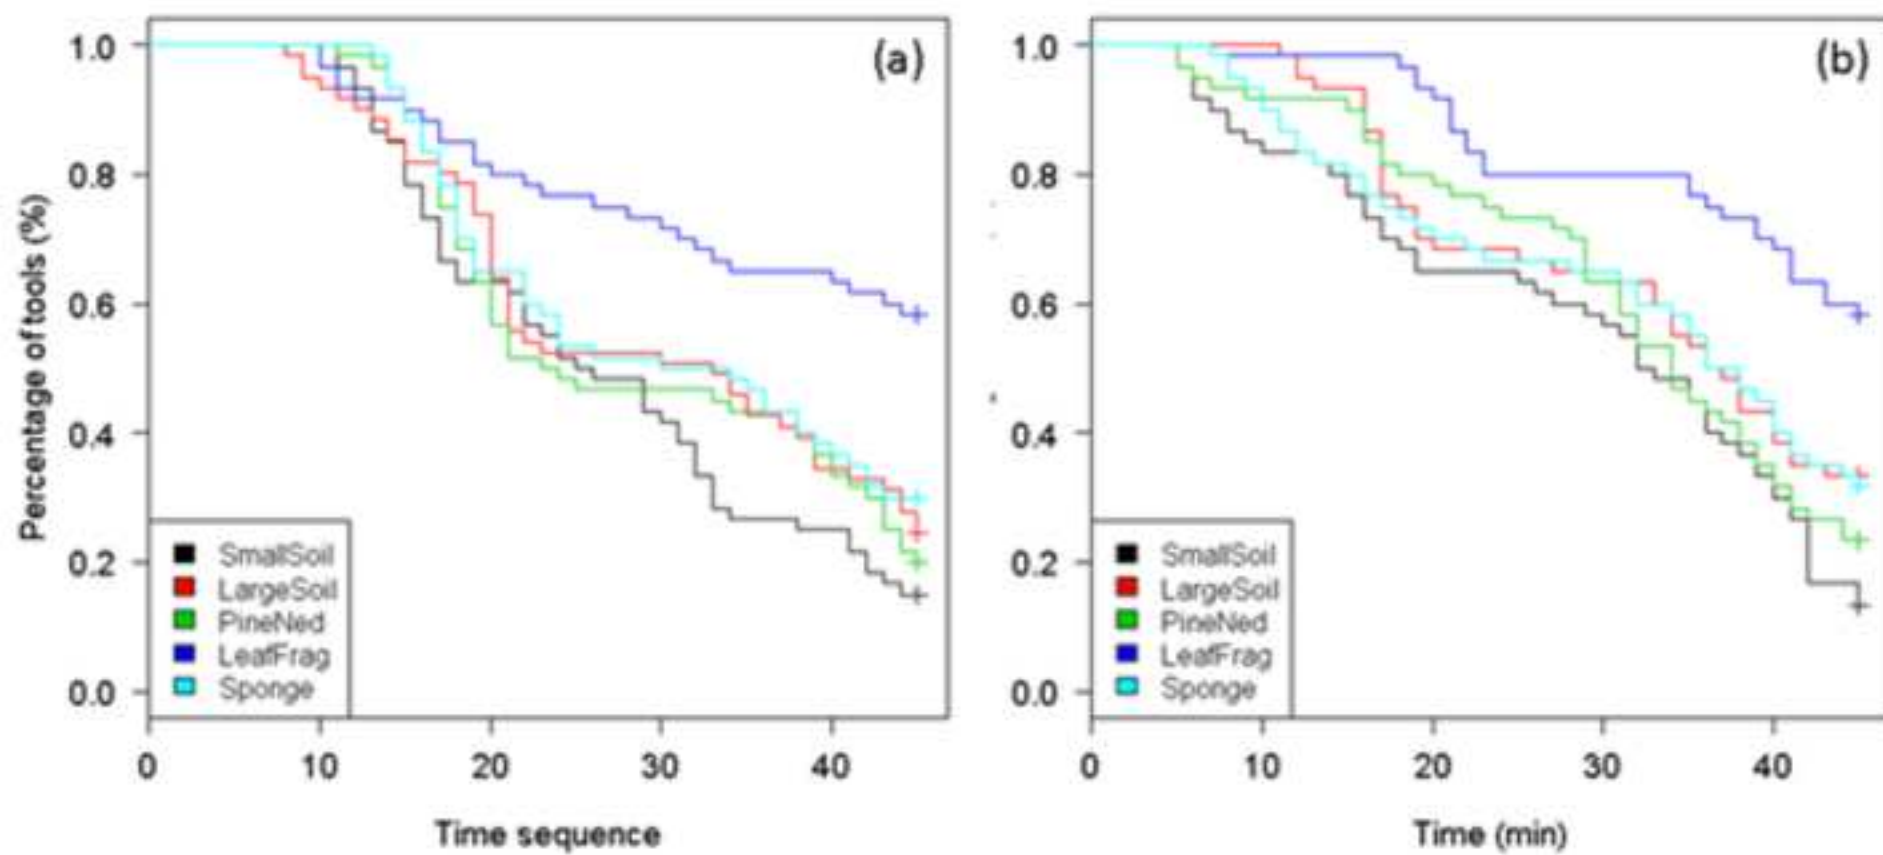 (a)
Percentage of tools (%)
1.0
0.8
0.6
0.4
0.2
0.0
SmallSoil
LargeSoil
PineNed
LeafFrag
Sponge
0 10 20 30 40
Time sequence
(b)
1.0
0.8
0.6
0.4
0.2
0.0
SmallSoil
LargeSoil
PineNed
LeafFrag
Sponge
0 10 20 30 40
Time (min)